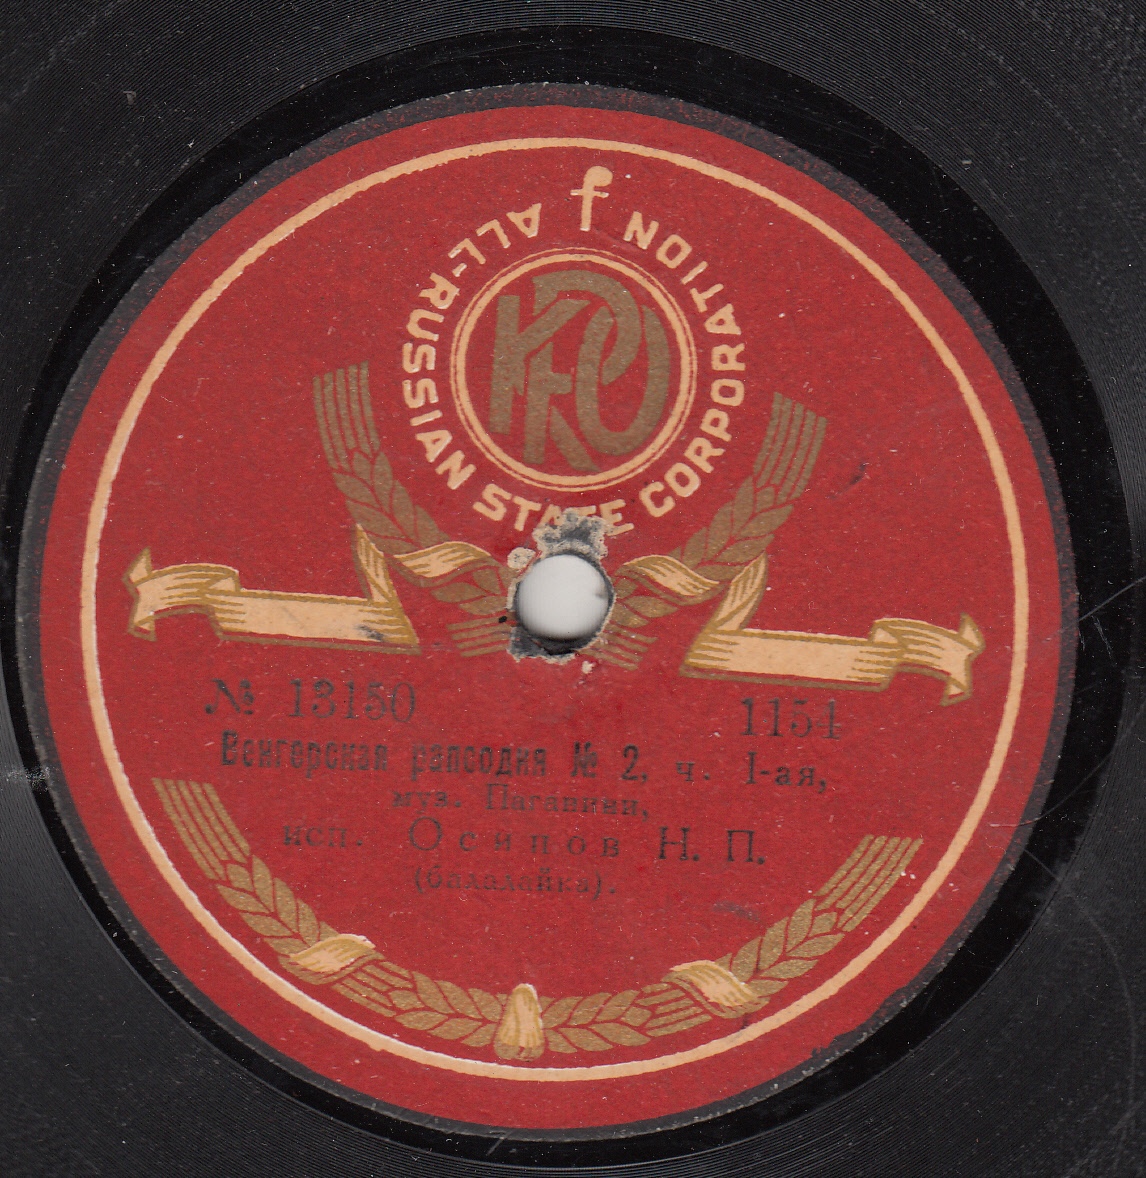 ALL-RUSSIAN STATE CORPORATION
№ 13150
1154
Венгерская рапсодия № 2, ч. 1-ая,
муз. Паганини,
исп. Осипов Н. П.
(балалайка).